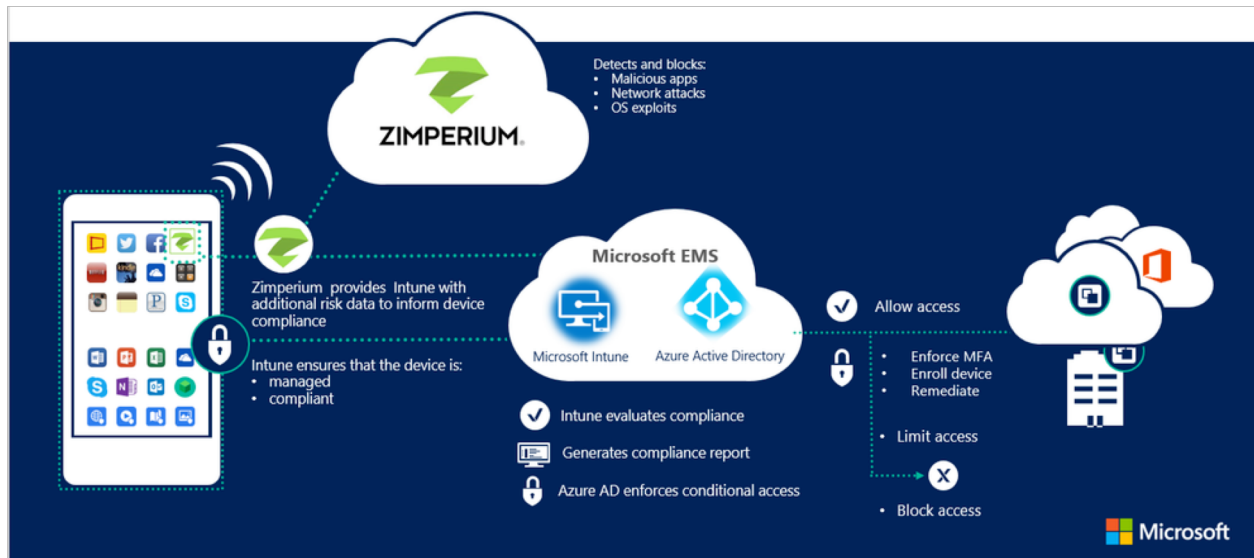 Detects and blocks:
• Malicious apps
• Network attacks
• OS exploits
ZIMPERIUM®
Zimperium provides Intune with
additional risk data to inform device
compliance
Intune ensures that the device is:
• managed
• compliant
Microsoft EMS
Microsoft Intune
Azure Active Directory
Intune evaluates compliance
Generates compliance report
Azure AD enforces conditional access
Allow access
• Enforce MFA
• Enroll device
• Remediate
• Limit access
X
• Block access
Microsoft